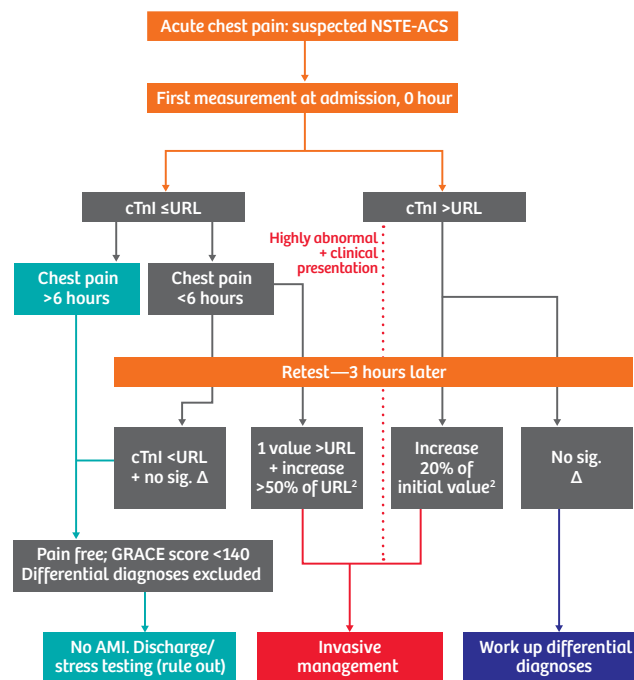 Acute chest pain: suspected NSTE-ACS
First measurement at admission, 0 hour
cTnI ≤URL
cTnI >URL
Highly abnormal
+ clinical
presentation
Chest pain
>6 hours
Chest pain
<6 hours
Retest—3 hours later
cTnI <URL
+ no sig. Δ
1 value >URL
+ increase
>50% of URL²
Increase
20% of
initial value²
No sig.
Δ
Pain free; GRACE score <140
Differential diagnoses excluded
No AMI. Discharge/
stress testing (rule out)
Invasive
management
Work up differential
diagnoses